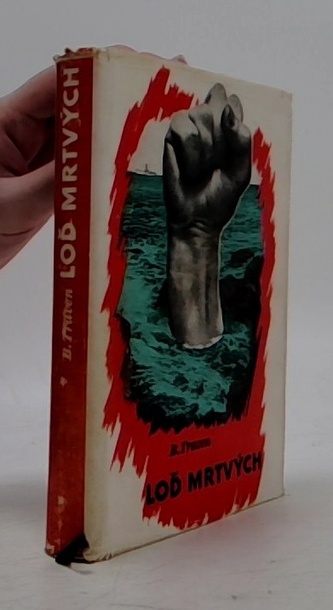 B. Traven LOĎ MRTVÝCH
B. Traven
LOĎ MRTVÝCH